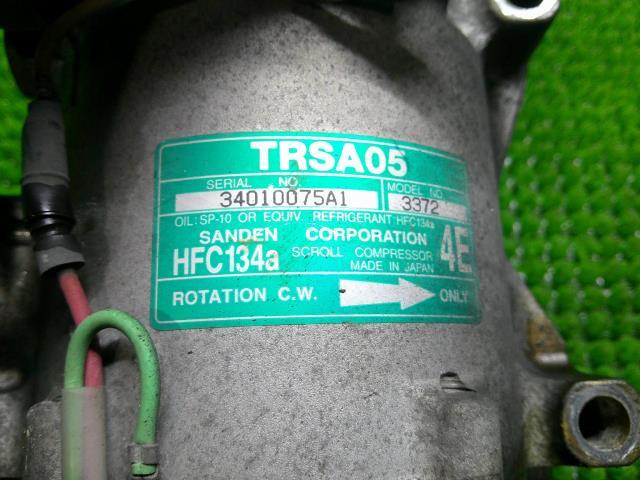 TRSA05
SERIAL NO.
34010075A1
MODEL NO.
3372
OIL:SP-10 OR EQUIV. REFRIGERANT:HFC134a
SANDEN CORPORATION
HFC134a SCROLL COMPRESSOR 4E
MADE IN JAPAN
ROTATION C.W. ONLY